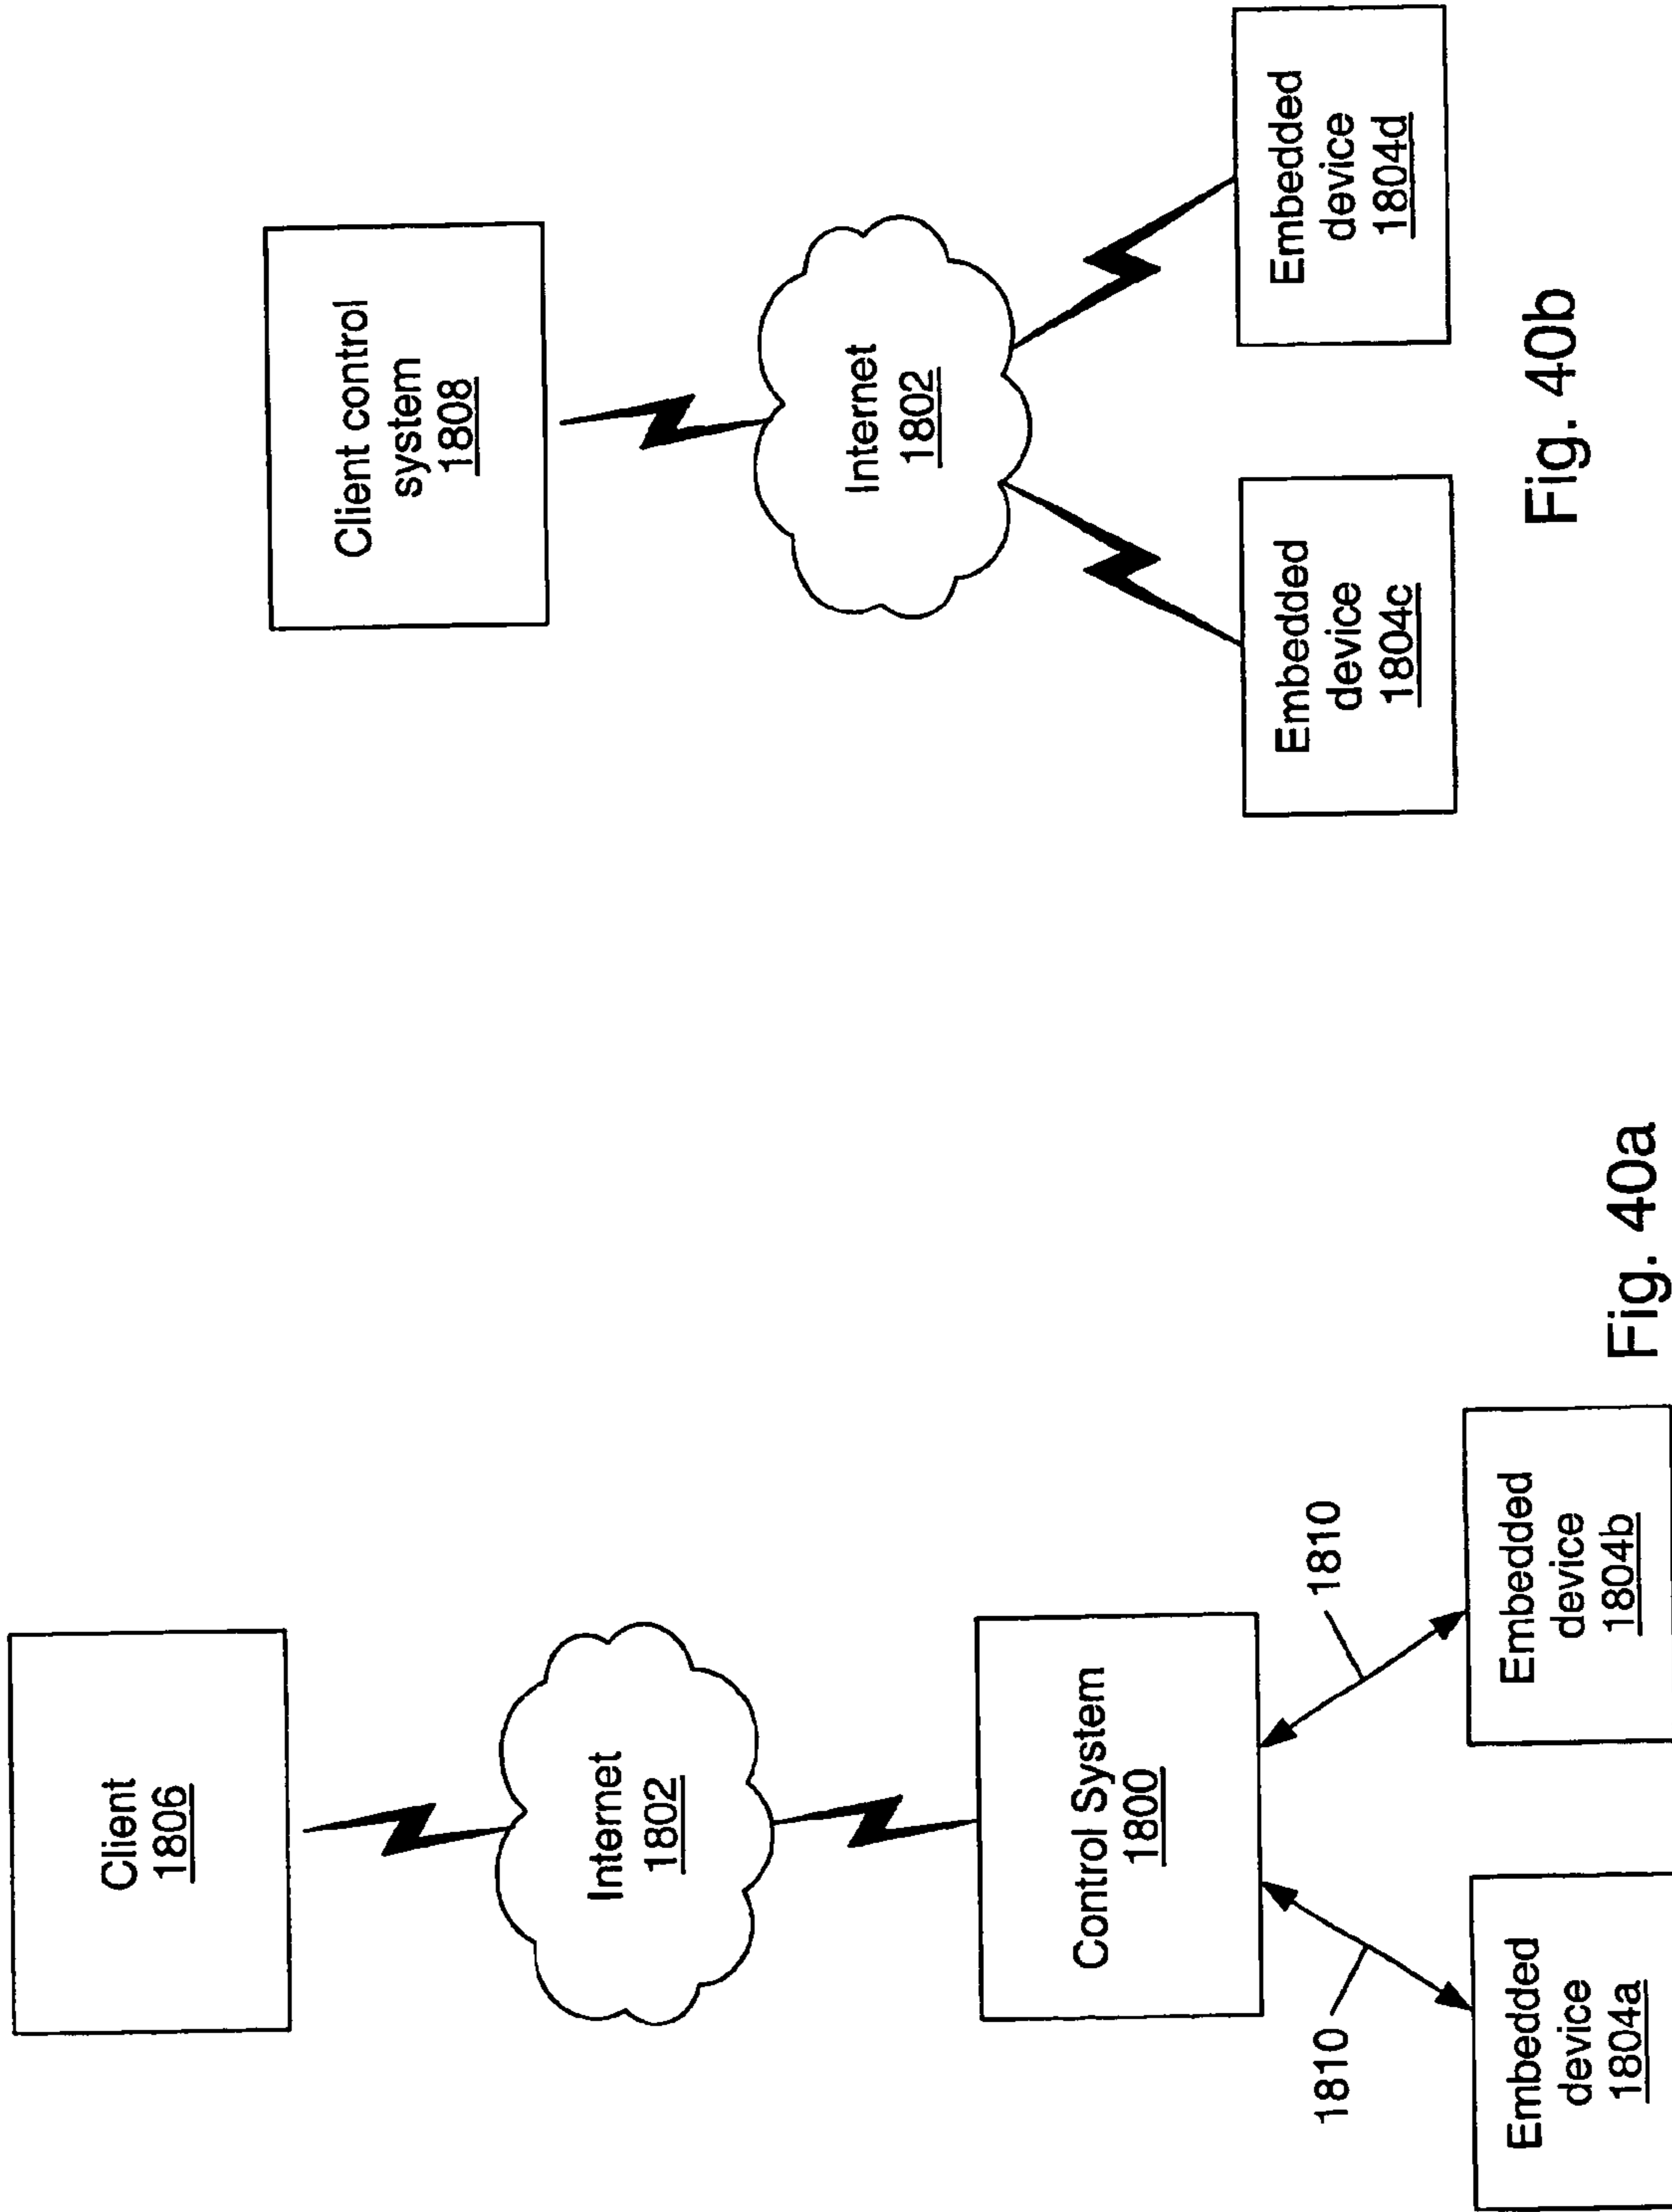 Client
1806
Internet
1802
Control System
1800
1810
1810
Embedded
device
1804a
Embedded
device
1804b
Fig. 40a
Client control
system
1808
Internet
1802
Embedded
device
1804c
Embedded
device
1804d
Fig. 40b